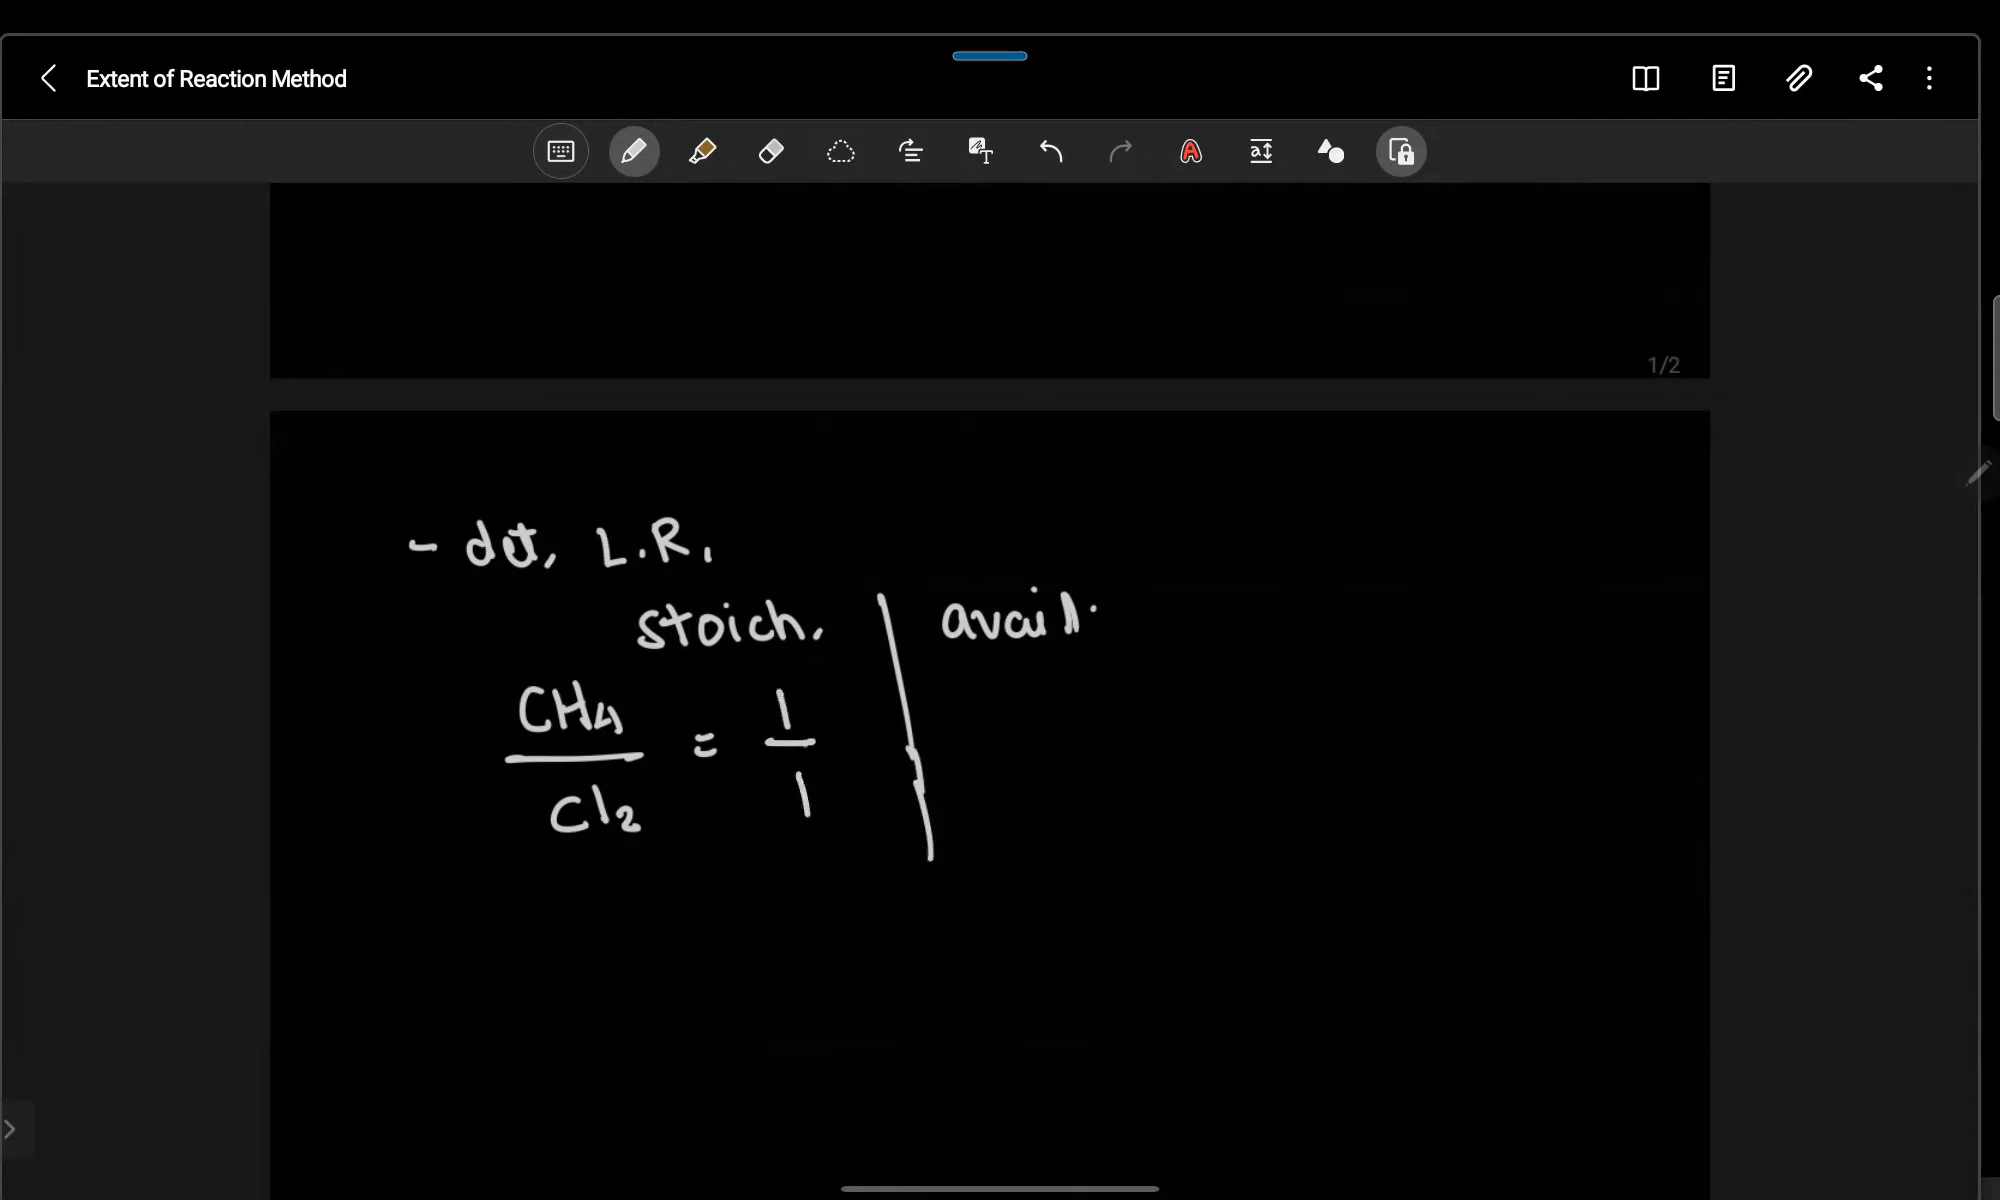 Extent of Reaction Method
1/2
- det, L.R.
stoich. | avail.
CH4 / Cl2 = 1 / 1